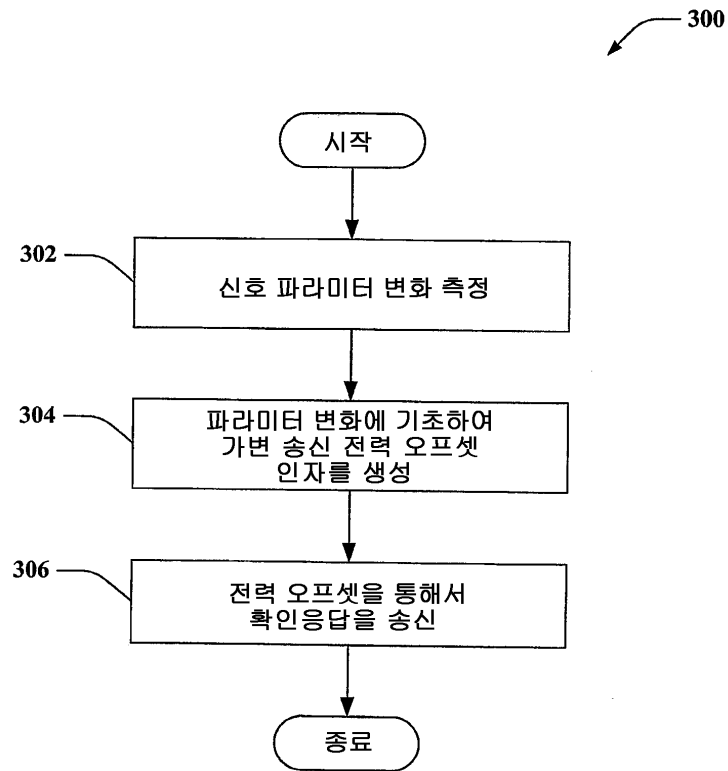 300
시작
302
신호 파라미터 변화 측정
304
파라미터 변화에 기초하여
가변 송신 전력 오프셋
인자를 생성
306
전력 오프셋을 통해서
확인응답을 송신
종료